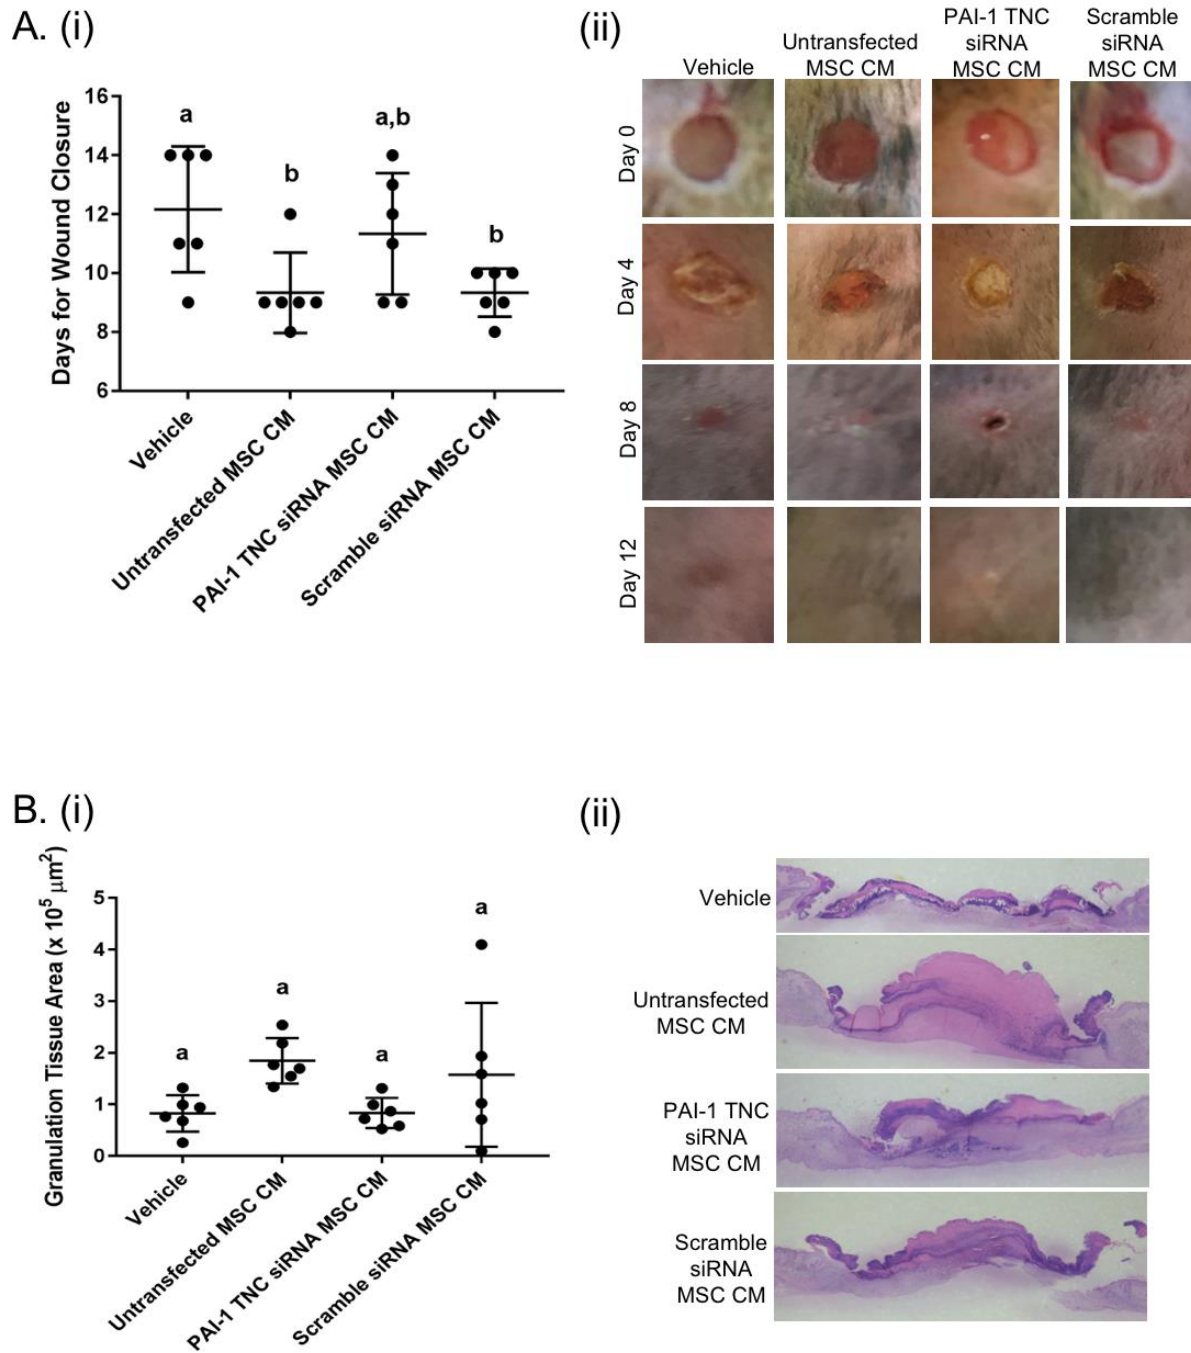 A. (i)
Days for Wound Closure
16
14
12
10
8
6
a
b
a,b
b
Vehicle
Untransfected MSC CM
PAI-1 TNC siRNA MSC CM
Scramble siRNA MSC CM
(ii)
Vehicle
Untransfected
MSC CM
PAI-1 TNC
siRNA
MSC CM
Scramble
siRNA
MSC CM
Day 0
Day 4
Day 8
Day 12
B. (i)
Granulation Tissue Area (x 10⁵ μm²)
5
4
3
2
1
0
a
a
a
a
Vehicle
Untransfected MSC CM
PAI-1 TNC siRNA MSC CM
Scramble siRNA MSC CM
(ii)
Vehicle
Untransfected
MSC CM
PAI-1 TNC
siRNA
MSC CM
Scramble
siRNA
MSC CM